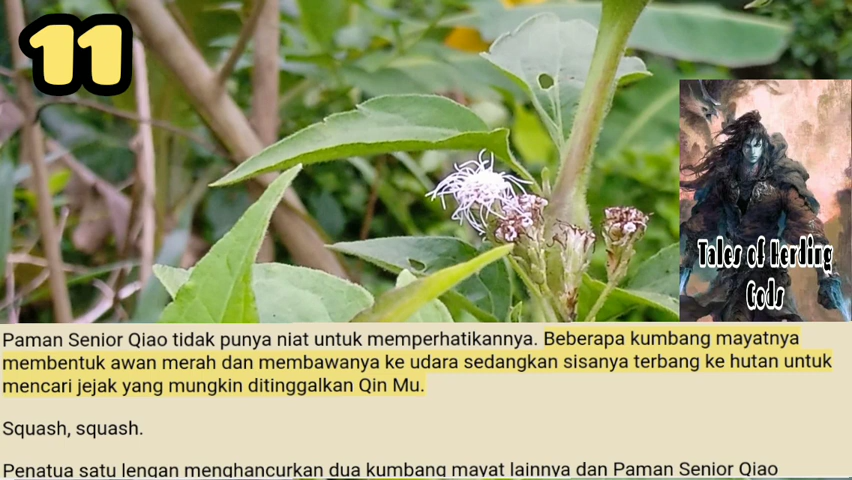 11
Tales of Herding
Gods
Paman Senior Qiao tidak punya niat untuk memperhatikannya. Beberapa kumbang mayatnya
membentuk awan merah dan membawanya ke udara sedangkan sisanya terbang ke hutan untuk
mencari jejak yang mungkin ditinggalkan Qin Mu.
Squash, squash.
Penatua satu lengan menghancurkan dua kumbang mayat lainnya dan Paman Senior Qiao